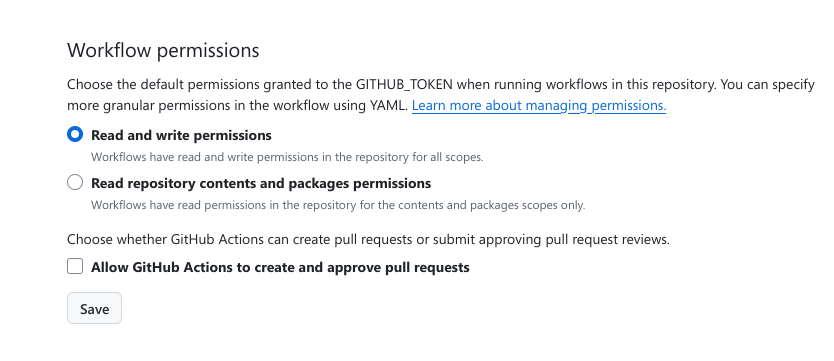 Workflow permissions
Choose the default permissions granted to the GITHUB_TOKEN when running workflows in this repository. You can specify
more granular permissions in the workflow using YAML. Learn more about managing permissions.
Read and write permissions
Workflows have read and write permissions in the repository for all scopes.
Read repository contents and packages permissions
Workflows have read permissions in the repository for the contents and packages scopes only.
Choose whether GitHub Actions can create pull requests or submit approving pull request reviews.
Allow GitHub Actions to create and approve pull requests
Save